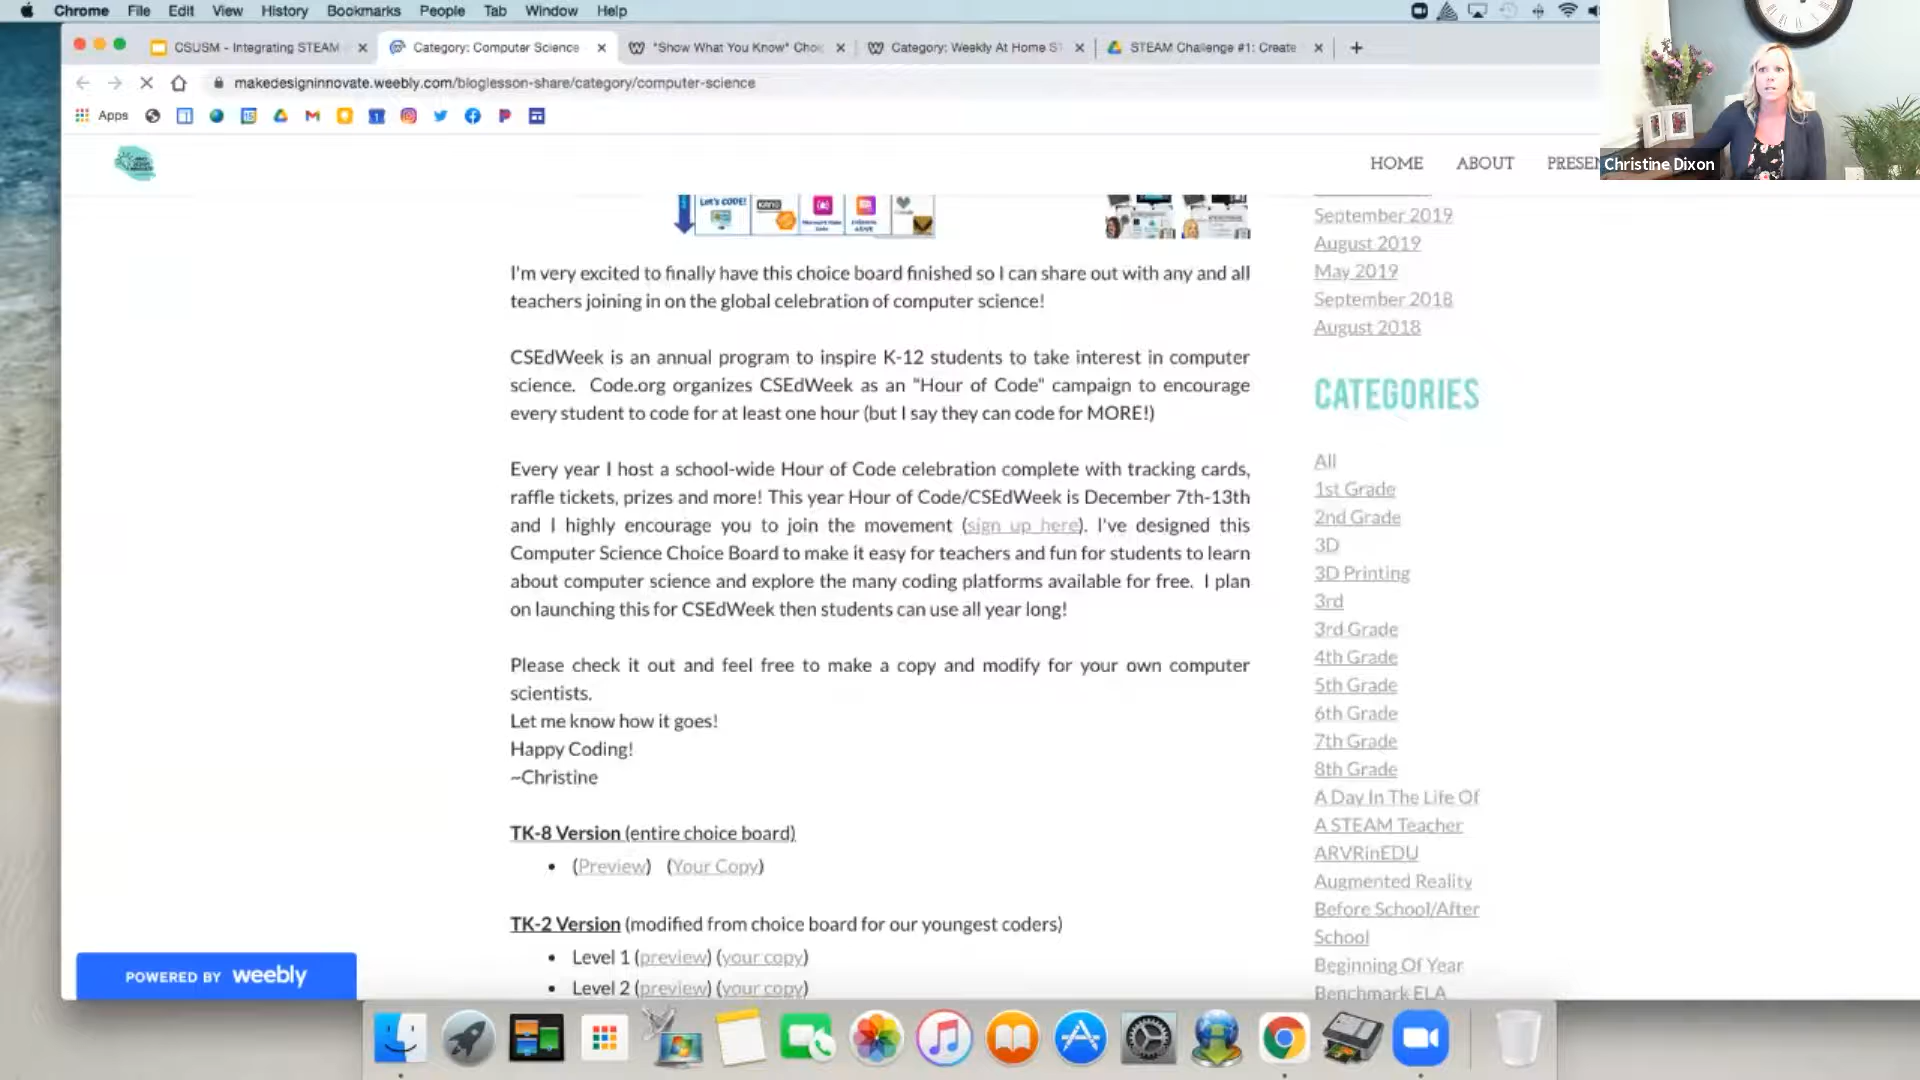 Chrome File Edit View History Bookmarks People Tab Window Help
CSUSM - Integrating STEAM
Category: Computer Science
"Show What You Know" Choi
Category: Weekly At Home S
STEAM Challenge #1: Create
makedesigninnovate.weebly.com/bloglesson-share/category/computer-science
Apps
HOME ABOUT PRESEN
Christine Dixon
LET'S CODE!
KANO
I'm very excited to finally have this choice board finished so I can share out with any and all
teachers joining in on the global celebration of computer science!
CSEdWeek is an annual program to inspire K-12 students to take interest in computer
science. Code.org organizes CSEdWeek as an "Hour of Code" campaign to encourage
every student to code for at least one hour (but I say they can code for MORE!)
Every year I host a school-wide Hour of Code celebration complete with tracking cards,
raffle tickets, prizes and more! This year Hour of Code/CSEdWeek is December 7th-13th
and I highly encourage you to join the movement (sign up here). I've designed this
Computer Science Choice Board to make it easy for teachers and fun for students to learn
about computer science and explore the many coding platforms available for free. I plan
on launching this for CSEdWeek then students can use all year long!
Please check it out and feel free to make a copy and modify for your own computer
scientists.
Let me know how it goes!
Happy Coding!
~Christine
TK-8 Version (entire choice board)
• (Preview) (Your Copy)
TK-2 Version (modified from choice board for our youngest coders)
• Level 1 (preview) (your copy)
• Level 2 (preview) (your copy)
September 2019
August 2019
May 2019
September 2018
August 2018
CATEGORIES
All
1st Grade
2nd Grade
3D
3D Printing
3rd
3rd Grade
4th Grade
5th Grade
6th Grade
7th Grade
8th Grade
A Day In The Life Of
A STEAM Teacher
ARVRinEDU
Augmented Reality
Before School/After
School
Beginning Of Year
Benchmark ELA
POWERED BY weebly